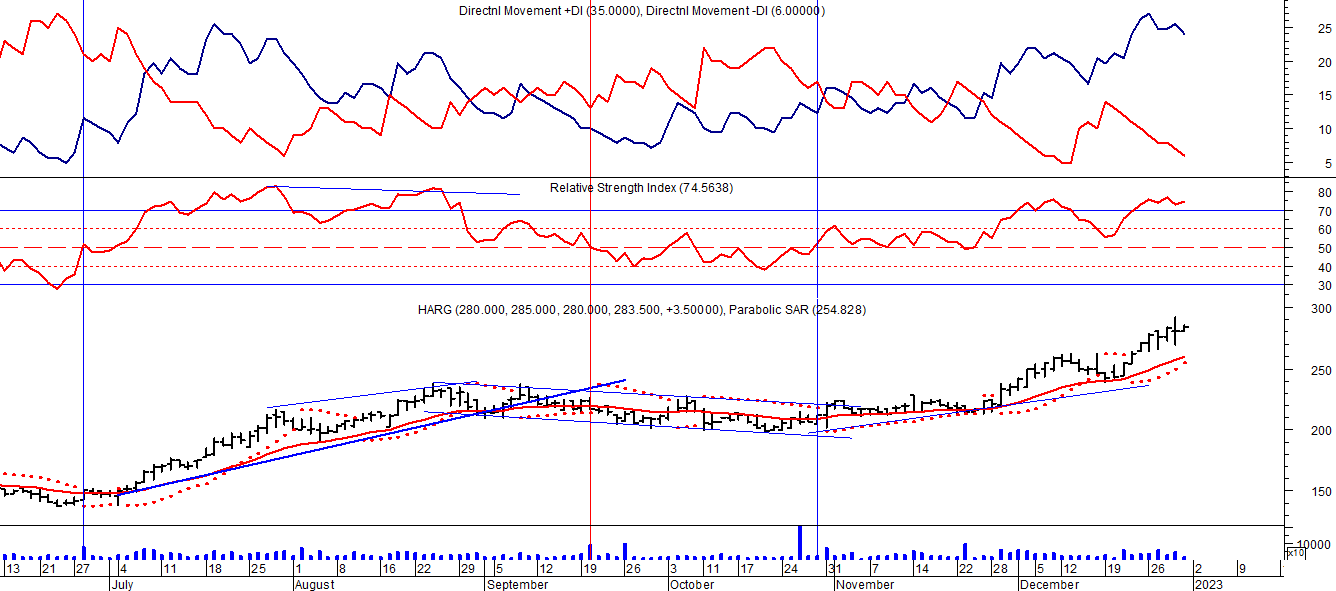 Directnl Movement +DI (35.0000), Directnl Movement -DI (6.00000)
25
20
15
10
5
Relative Strength Index (74.5638)
80
70
60
50
40
30
HARG (280.000, 285.000, 280.000, 283.500, +3.50000), Parabolic SAR (254.828)
300
250
200
150
10000
x10
13 21 27 4 11 18 25 1 8 16 22 29 5 12 19 26 3 11 17 24 31 7 14 22 28 5 12 19 26 2 9
July August September October November December 2023